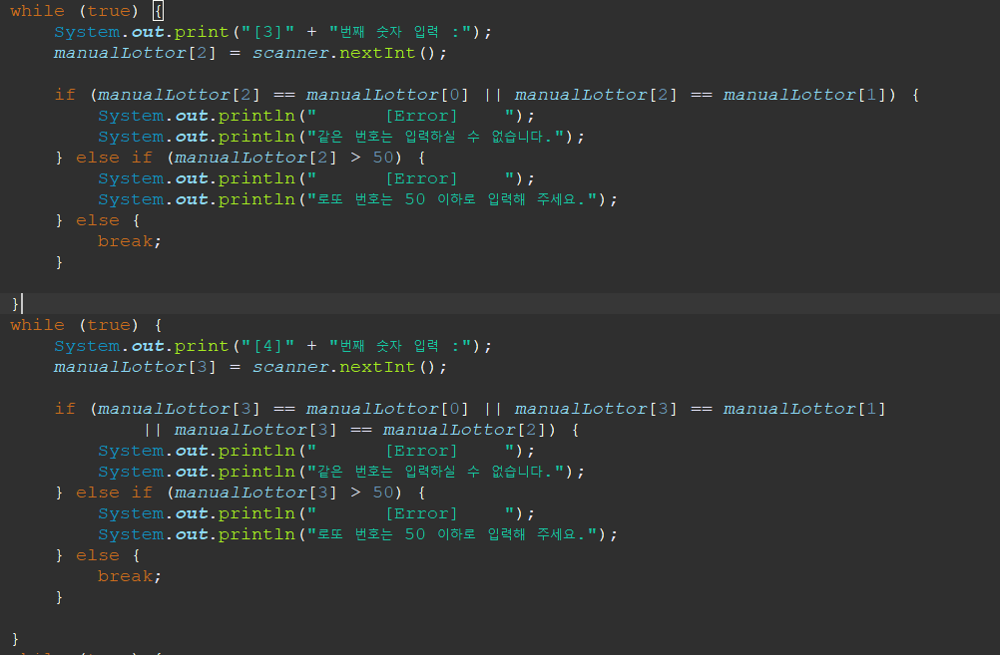 while (true) {
    System.out.print("[3]" + "번째 숫자 입력 :");
    manualLottor[2] = scanner.nextInt();
    if (manualLottor[2] == manualLottor[0] || manualLottor[2] == manualLottor[1]) {
        System.out.println("       [Error]     ");
        System.out.println("같은 번호는 입력하실 수 없습니다.");
    } else if (manualLottor[2] > 50) {
        System.out.println("       [Error]     ");
        System.out.println("로또 번호는 50 이하로 입력해 주세요.");
    } else {
        break;
    }
}
while (true) {
    System.out.print("[4]" + "번째 숫자 입력 :");
    manualLottor[3] = scanner.nextInt();
    if (manualLottor[3] == manualLottor[0] || manualLottor[3] == manualLottor[1]
            || manualLottor[3] == manualLottor[2]) {
        System.out.println("       [Error]     ");
        System.out.println("같은 번호는 입력하실 수 없습니다.");
    } else if (manualLottor[3] > 50) {
        System.out.println("       [Error]     ");
        System.out.println("로또 번호는 50 이하로 입력해 주세요.");
    } else {
        break;
    }
}